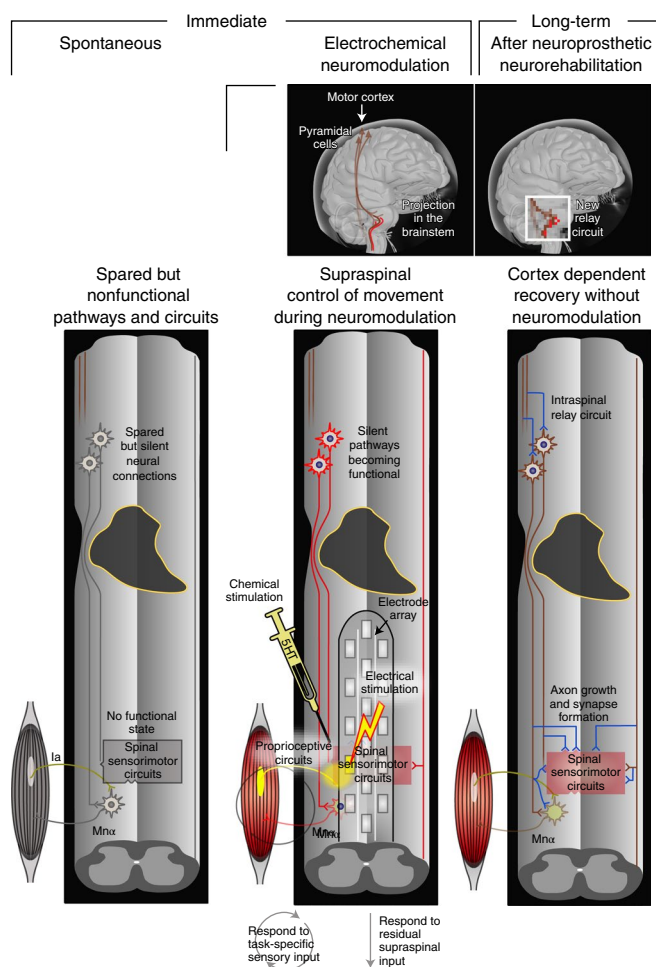 Immediate
Long-term
Spontaneous
Electrochemical
neuromodulation
After neuroprosthetic
neurorehabilitation
Motor cortex
Pyramidal
cells
Projection
in the
brainstem
New
relay
circuit
Spared but
nonfunctional
pathways and circuits
Supraspinal
control of movement
during neuromodulation
Cortex dependent
recovery without
neuromodulation
Spared
but silent
neural
connections
Silent
pathways
becoming
functional
Intraspinal
relay circuit
Chemical
stimulation
5HT
Electrode
array
Electrical
stimulation
No functional
state
Spinal
sensorimotor
circuits
Ia
Mnα
Proprioceptive
circuits
Spinal
sensorimotor
circuits
Mnα
Axon growth
and synapse
formation
Spinal
sensorimotor
circuits
Mnα
Respond to
task-specific
sensory input
Respond to
residual
supraspinal
input